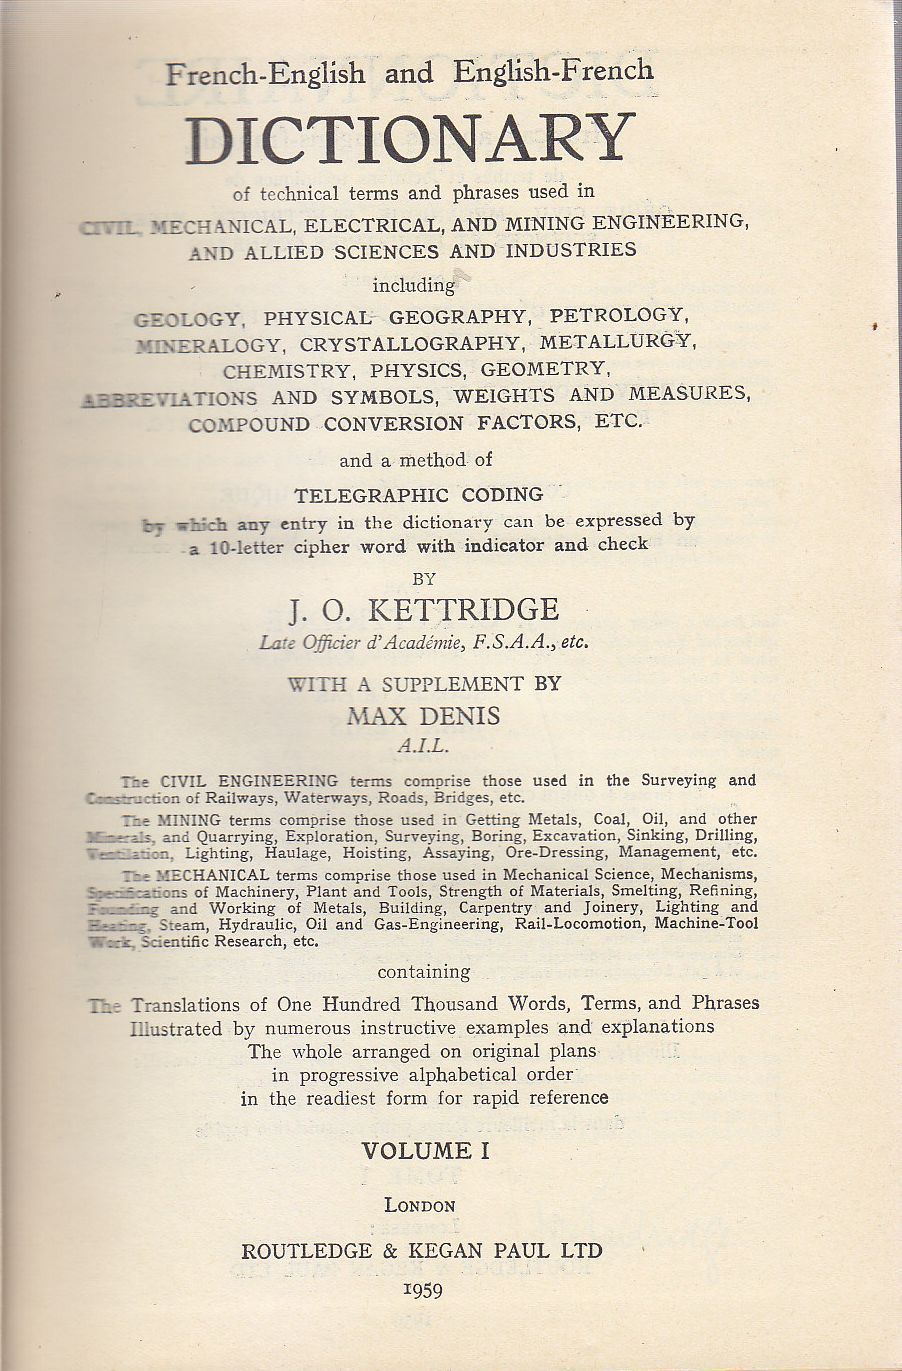 French-English and English-French
DICTIONARY
of technical terms and phrases used in
CIVIL, MECHANICAL, ELECTRICAL, AND MINING ENGINEERING,
AND ALLIED SCIENCES AND INDUSTRIES
including
GEOLOGY, PHYSICAL GEOGRAPHY, PETROLOGY,
MINERALOGY, CRYSTALLOGRAPHY, METALLURGY,
CHEMISTRY, PHYSICS, GEOMETRY,
ABBREVIATIONS AND SYMBOLS, WEIGHTS AND MEASURES,
COMPOUND CONVERSION FACTORS, ETC.
and a method of
TELEGRAPHIC CODING
by which any entry in the dictionary can be expressed by
a 10-letter cipher word with indicator and check
BY
J. O. KETTRIDGE
Late Officier d'Académie, F.S.A.A., etc.
WITH A SUPPLEMENT BY
MAX DENIS
A.I.L.
The CIVIL ENGINEERING terms comprise those used in the Surveying and
Construction of Railways, Waterways, Roads, Bridges, etc.
The MINING terms comprise those used in Getting Metals, Coal, Oil, and other
Minerals, and Quarrying, Exploration, Surveying, Boring, Excavation, Sinking, Drilling,
Ventilation, Lighting, Haulage, Hoisting, Assaying, Ore-Dressing, Management, etc.
The MECHANICAL terms comprise those used in Mechanical Science, Mechanisms,
Specifications of Machinery, Plant and Tools, Strength of Materials, Smelting, Refining,
Founding and Working of Metals, Building, Carpentry and Joinery, Lighting and
Heating, Steam, Hydraulic, Oil and Gas-Engineering, Rail-Locomotion, Machine-Tool
Work, Scientific Research, etc.
containing
The Translations of One Hundred Thousand Words, Terms, and Phrases
Illustrated by numerous instructive examples and explanations
The whole arranged on original plans
in progressive alphabetical order
in the readiest form for rapid reference
VOLUME I
LONDON
ROUTLEDGE & KEGAN PAUL LTD
1959